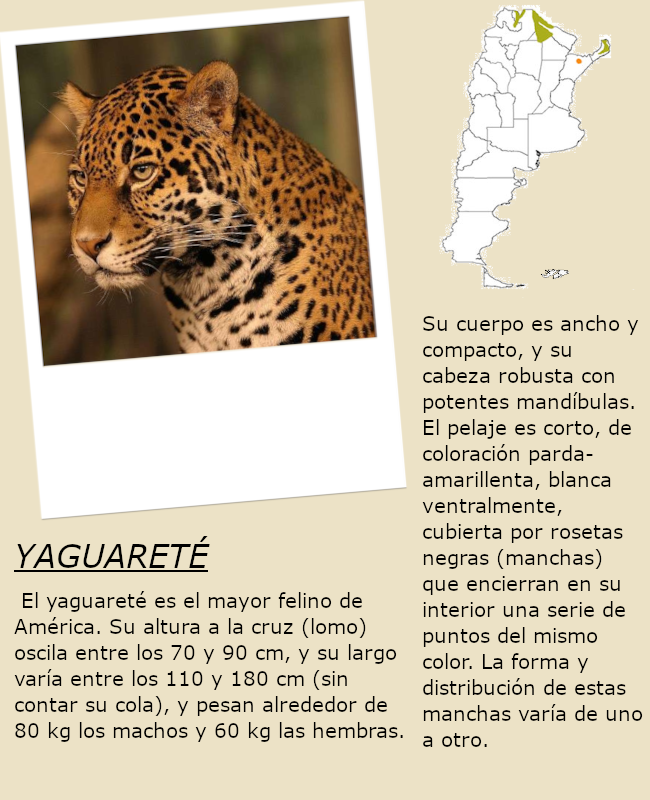 YAGUARETÉ
El yaguareté es el mayor felino de
América. Su altura a la cruz (lomo)
oscila entre los 70 y 90 cm, y su largo
varía entre los 110 y 180 cm (sin
contar su cola), y pesan alrededor de
80 kg los machos y 60 kg las hembras.
Su cuerpo es ancho y
compacto, y su
cabeza robusta con
potentes mandíbulas.
El pelaje es corto, de
coloración parda-
amarillenta, blanca
ventralmente,
cubierta por rosetas
negras (manchas)
que encierran en su
interior una serie de
puntos del mismo
color. La forma y
distribución de estas
manchas varía de uno
a otro.